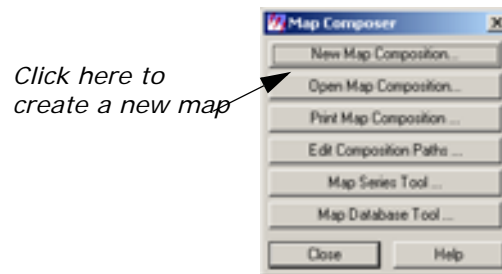 Map Composer
Click here to
create a new map
New Map Composition...
Open Map Composition...
Print Map Composition ...
Edit Composition Paths ...
Map Series Tool ...
Map Database Tool ...
Close Help